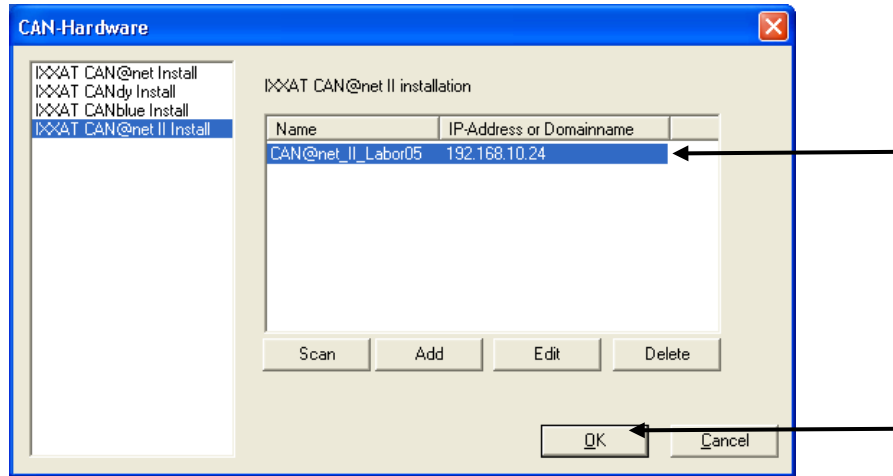 CAN-Hardware
IXXAT CAN@net Install
IXXAT CANdy Install
IXXAT CANblue Install
IXXAT CAN@net II Install
IXXAT CAN@net II installation
Name IP-Address or Domainname
CAN@net_II_Labor05 192.168.10.24
Scan Add Edit Delete
OK Cancel